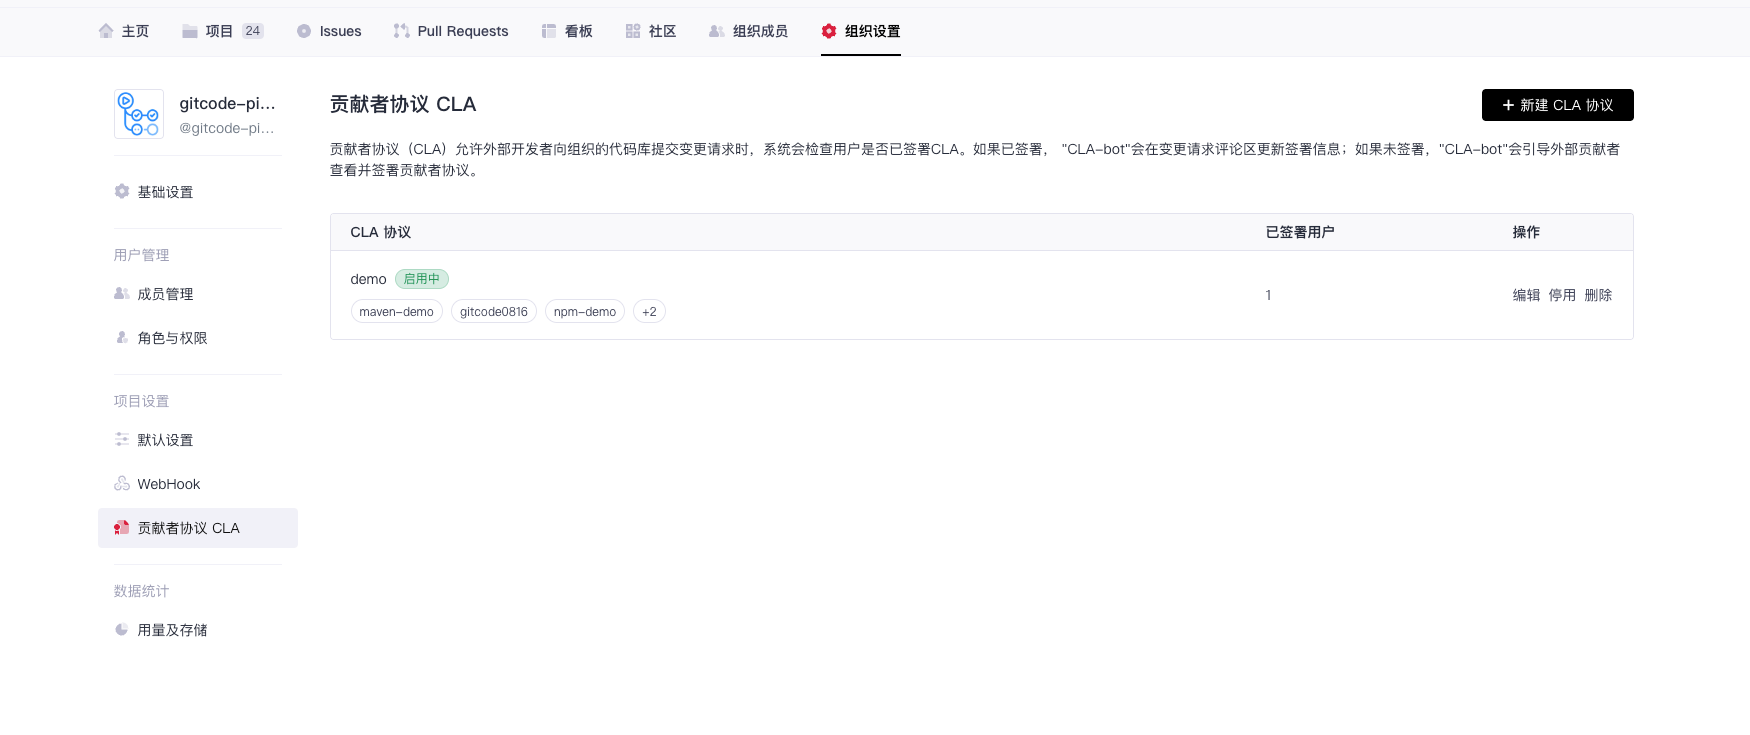 主页 项目 24 Issues Pull Requests 看板 社区 组织成员 组织设置
gitcode-pi...
@gitcode-pi...
基础设置
用户管理
成员管理
角色与权限
项目设置
默认设置
WebHook
贡献者协议 CLA
数据统计
用量及存储
贡献者协议 CLA
+ 新建 CLA 协议
贡献者协议（CLA）允许外部开发者向组织的代码库提交变更请求时，系统会检查用户是否已签署CLA。如果已签署， "CLA-bot"会在变更请求评论区更新签署信息；如果未签署，"CLA-bot"会引导外部贡献者
查看并签署贡献者协议。
CLA 协议 已签署用户 操作
demo 启用中
maven-demo gitcode0816 npm-demo +2
1
编辑 停用 删除